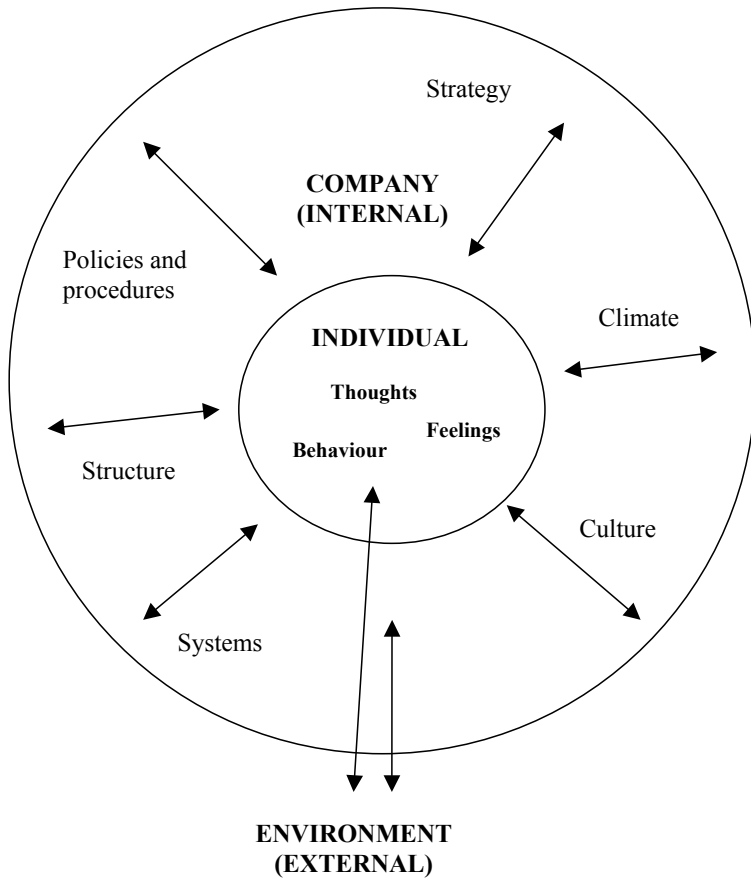 Strategy
COMPANY
(INTERNAL)
Policies and
procedures
Climate
INDIVIDUAL
Thoughts
Feelings
Behaviour
Structure
Culture
Systems
ENVIRONMENT
(EXTERNAL)